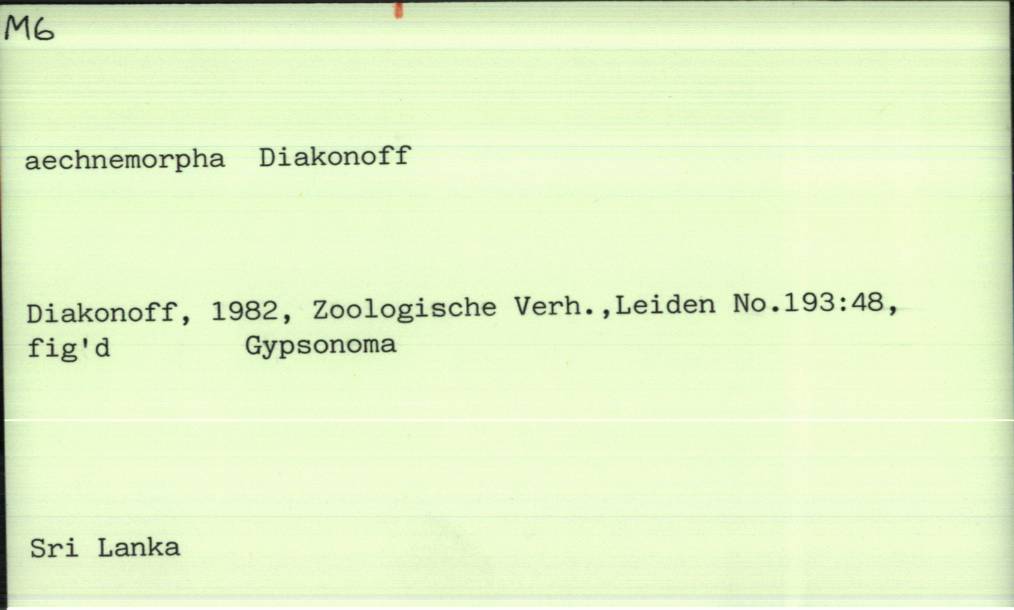 M6
aechnemorpha Diakonoff
Diakonoff, 1982, Zoologische Verh.,Leiden No.193:48,
fig'd Gypsonoma
Sri Lanka